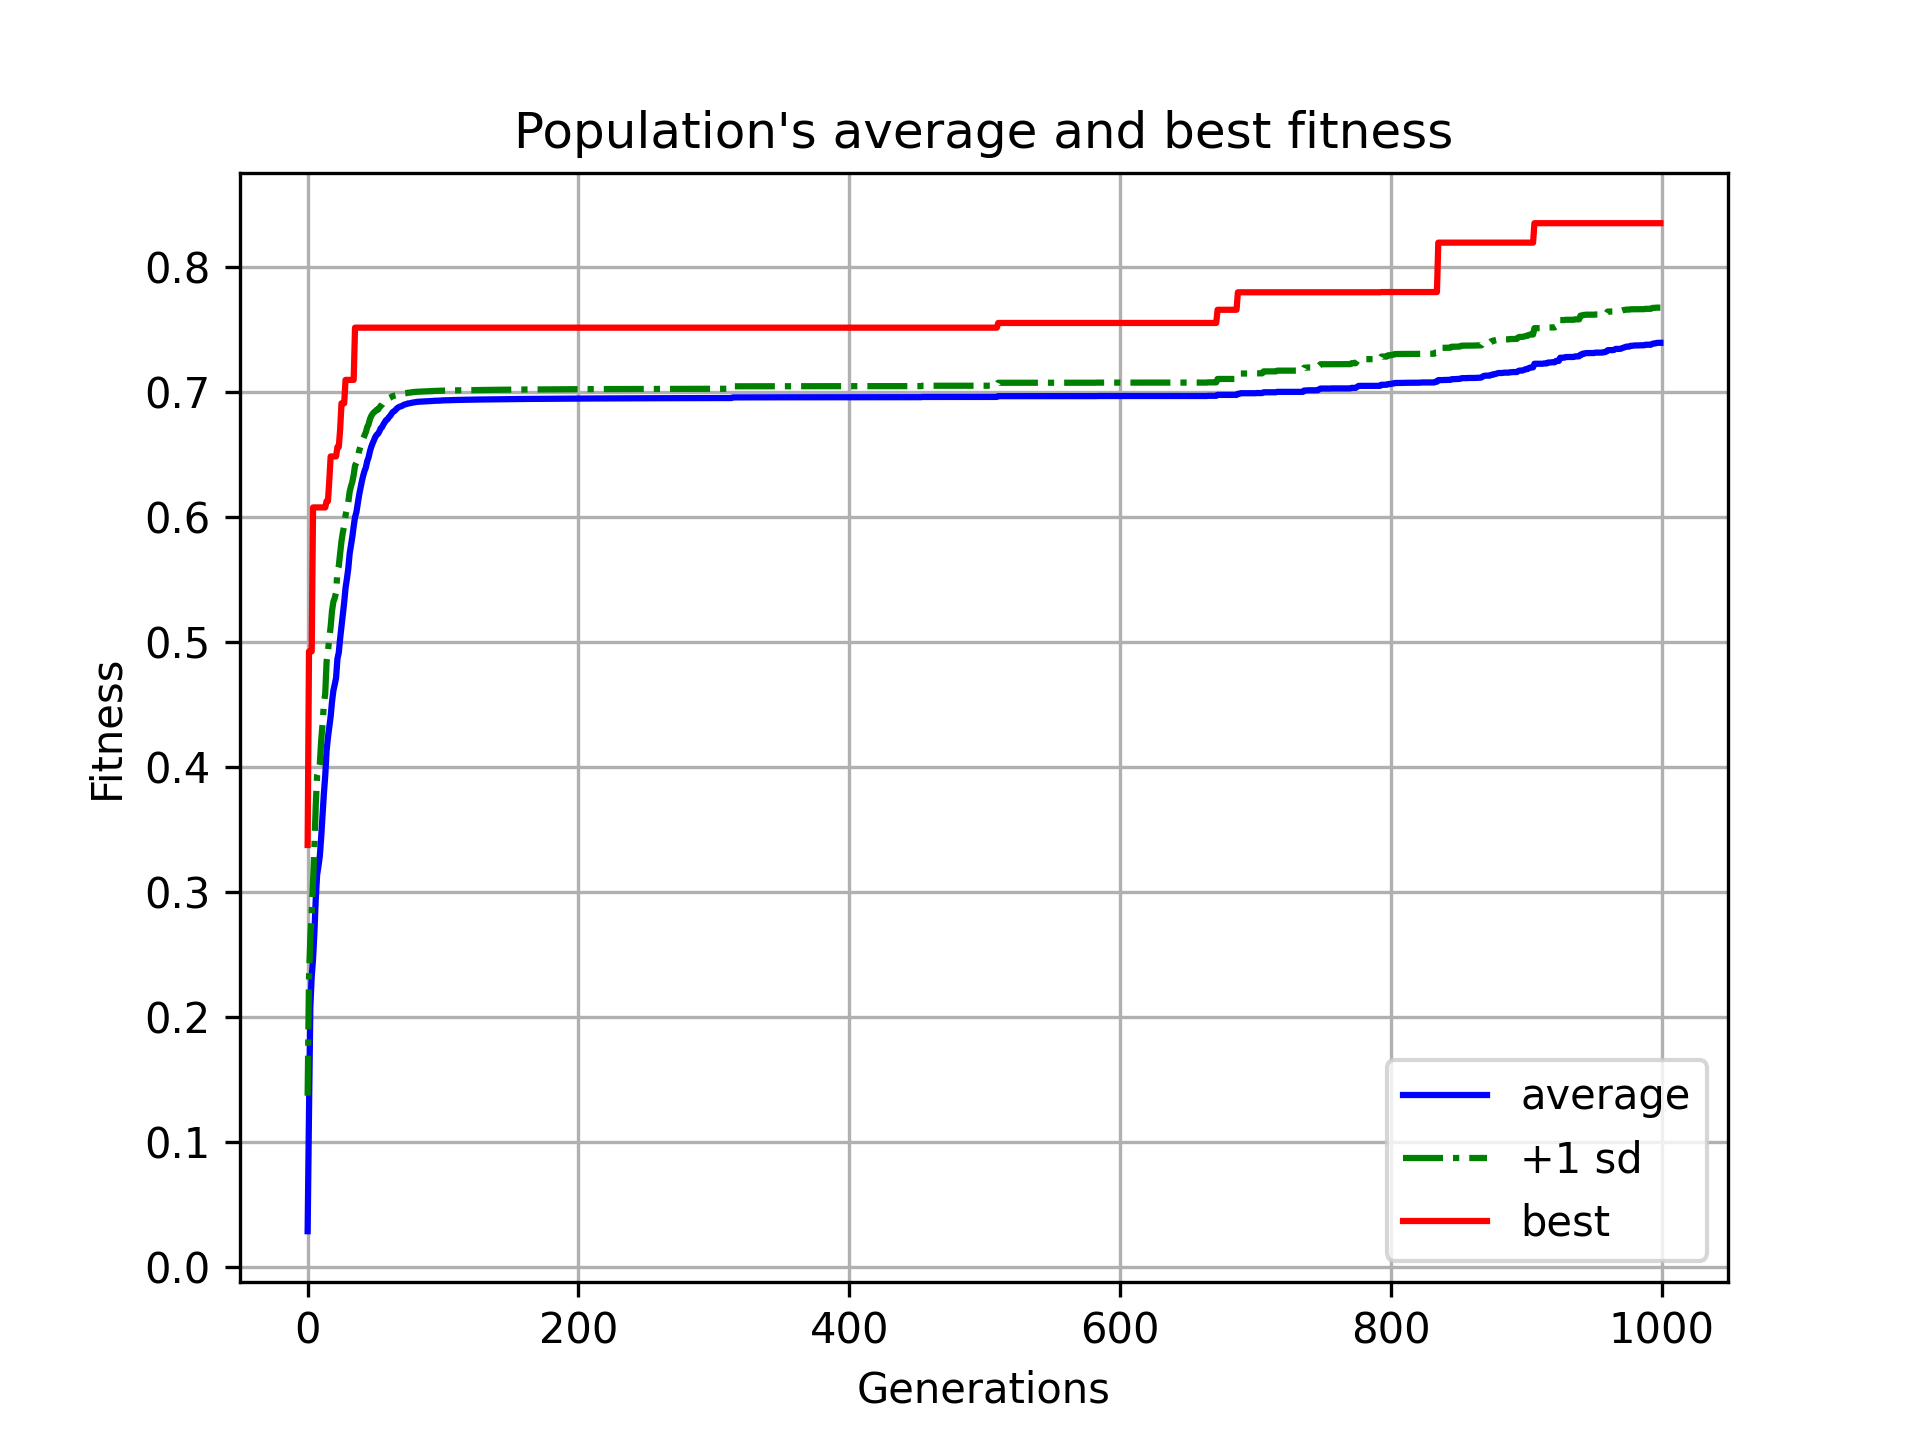 Population's average and best fitness
0.8
0.7
0.6
0.5
0.4
0.3
0.2
0.1
0.0
Fitness
0 200 400 600 800 1000
Generations
average
+1 sd
best